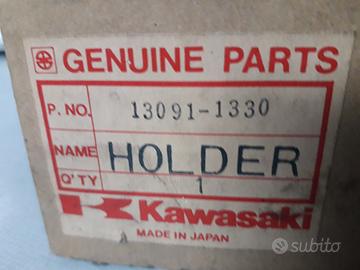 GENUINE PARTS
P. NO. 13091-1330
NAME HOLDER
Q'TY 1
Kawasaki
MADE IN JAPAN
subito